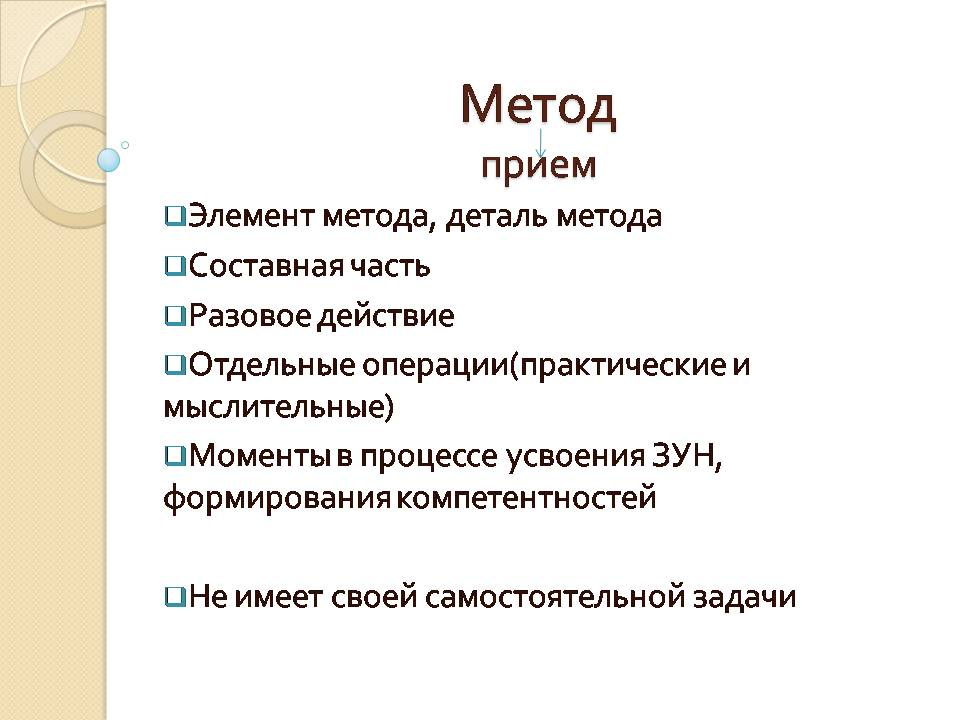 Метод
прием
Элемент метода, деталь метода
Составная часть
Разовое действие
Отдельные операции(практические и
мыслительные)
Моменты в процессе усвоения ЗУН,
формирования компетентностей
Не имеет своей самостоятельной задачи